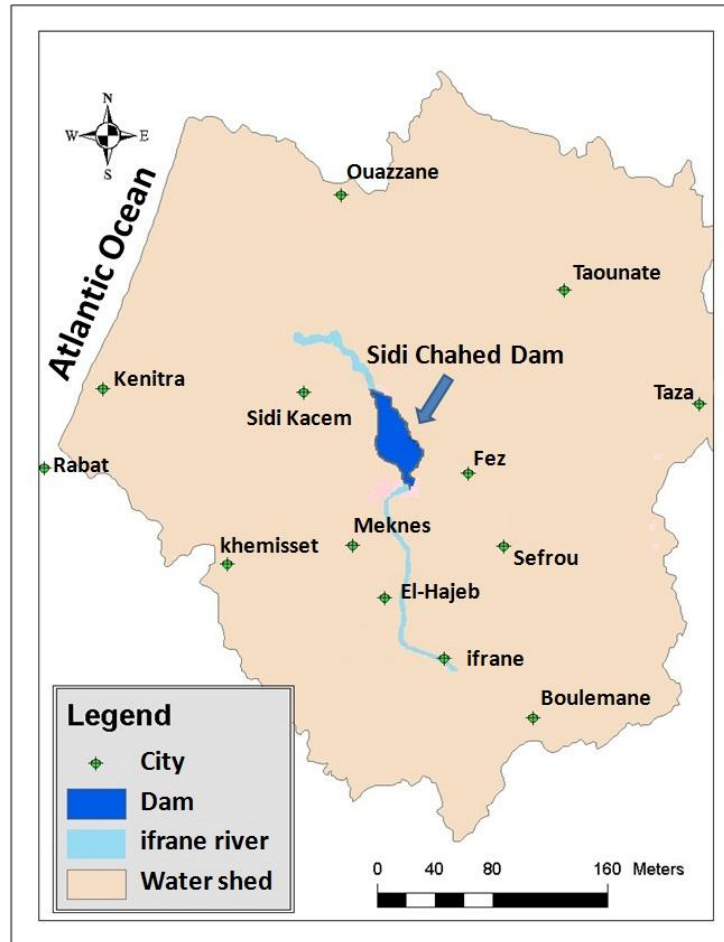 N
W E
S
Atlantic Ocean
Ouazzane
Taounate
Sidi Chahed Dam
Kenitra
Sidi Kacem
Taza
Rabat
Fez
Meknes
khemisset
Sefrou
El-Hajeb
ifrane
Boulemane
Legend
City
Dam
ifrane river
Water shed
0 40 80 160 Meters